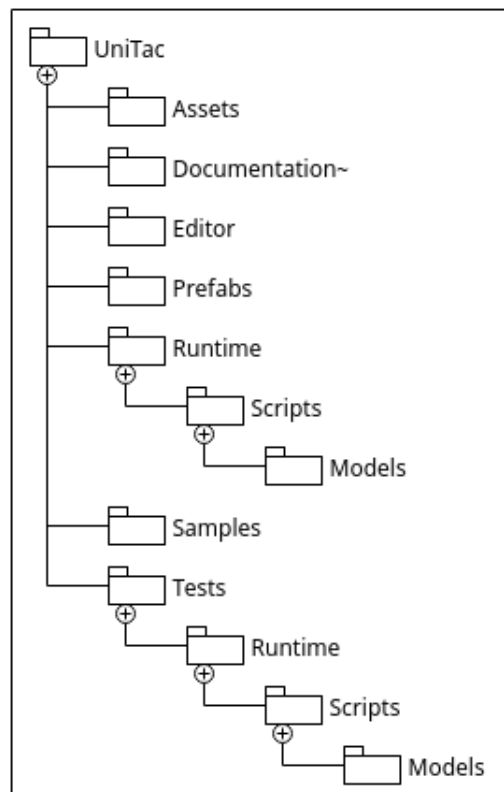 UniTac
Assets
Documentation~
Editor
Prefabs
Runtime
Scripts
Models
Samples
Tests
Runtime
Scripts
Models